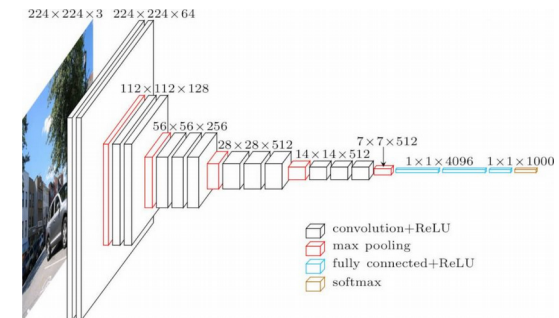 224×224×3
224×224×64
112×112×128
56×56×256
28×28×512
14×14×512
7×7×512
1×1×4096
1×1×1000
convolution+ReLU
max pooling
fully connected+ReLU
softmax